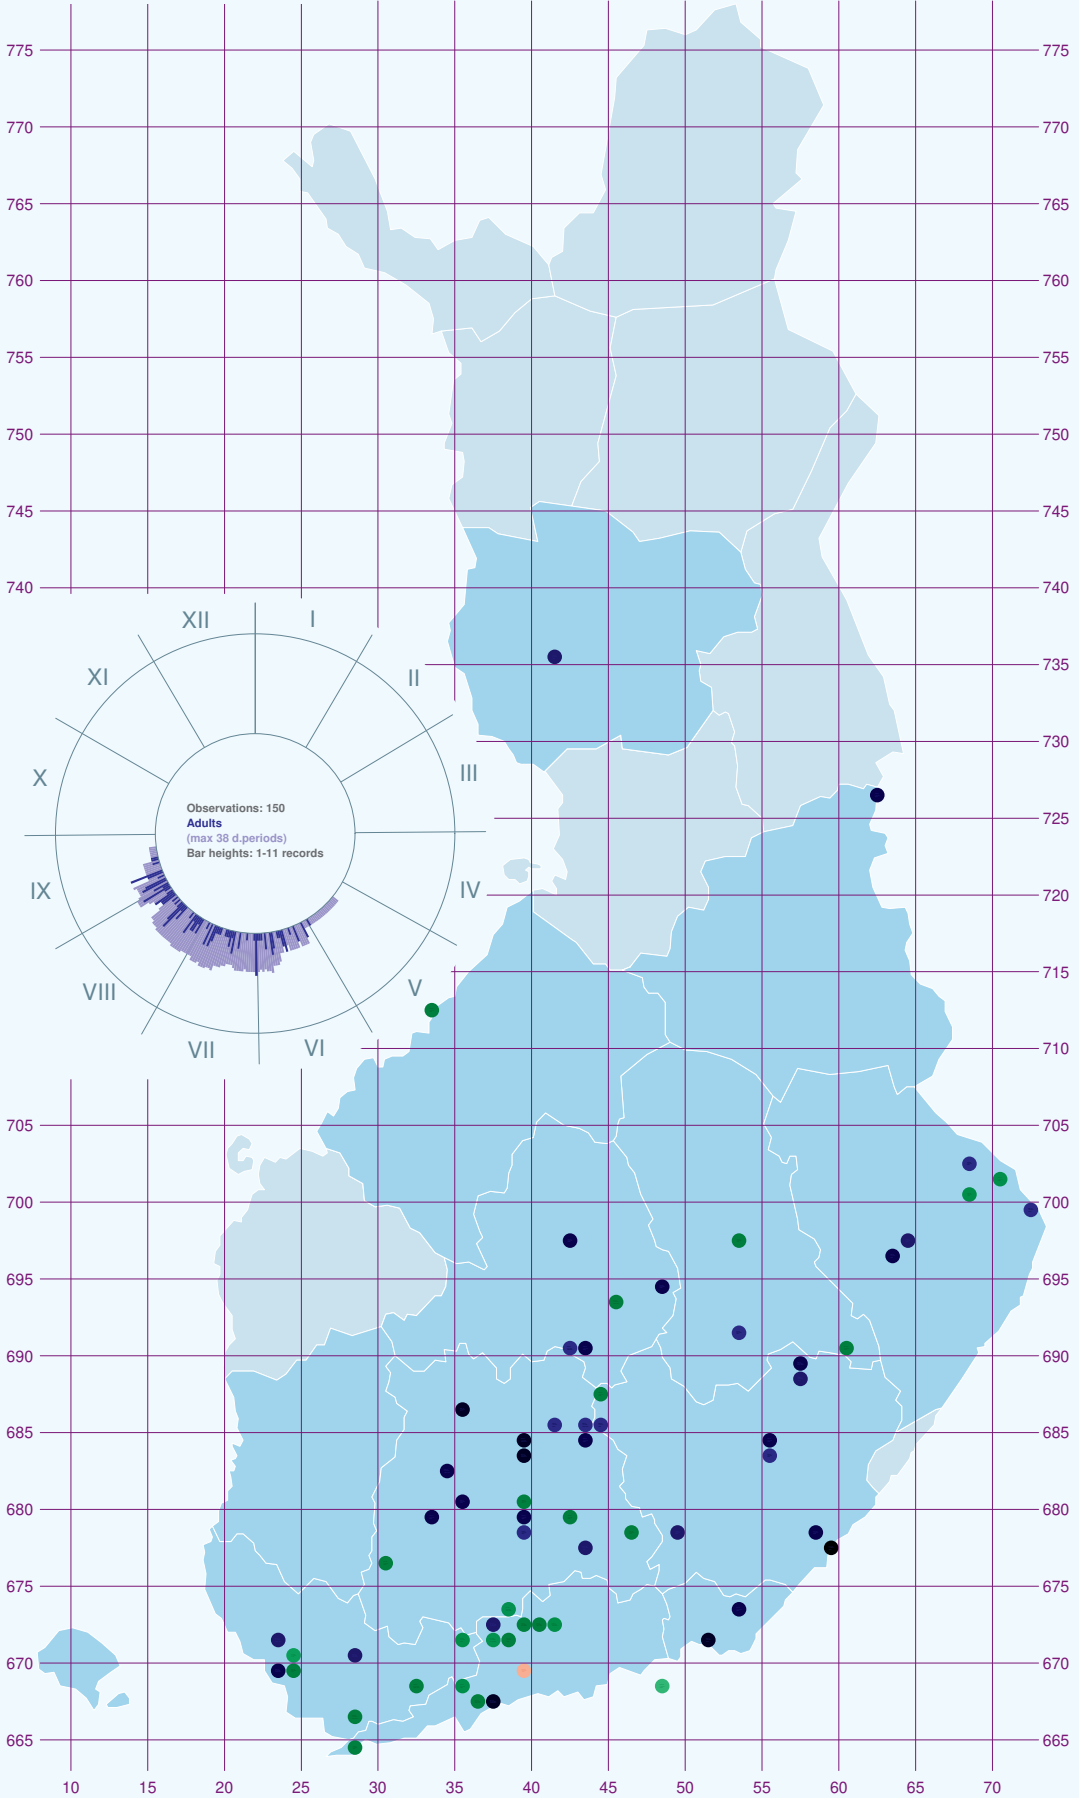 775 775
770 770
765 765
760 760
755 755
750 750
745 745
740 740
XII I
735 735
XI II
730 730
X III
725 725
Observations: 150
Adults
(max 38 d.periods)
Bar heights: 1-11 records
IX IV
720 720
VIII V
715 715
VII VI
710 710
705 705
700 700
695 695
690 690
685 685
680 680
675 675
670 670
665 665
10 15 20 25 30 35 40 45 50 55 60 65 70